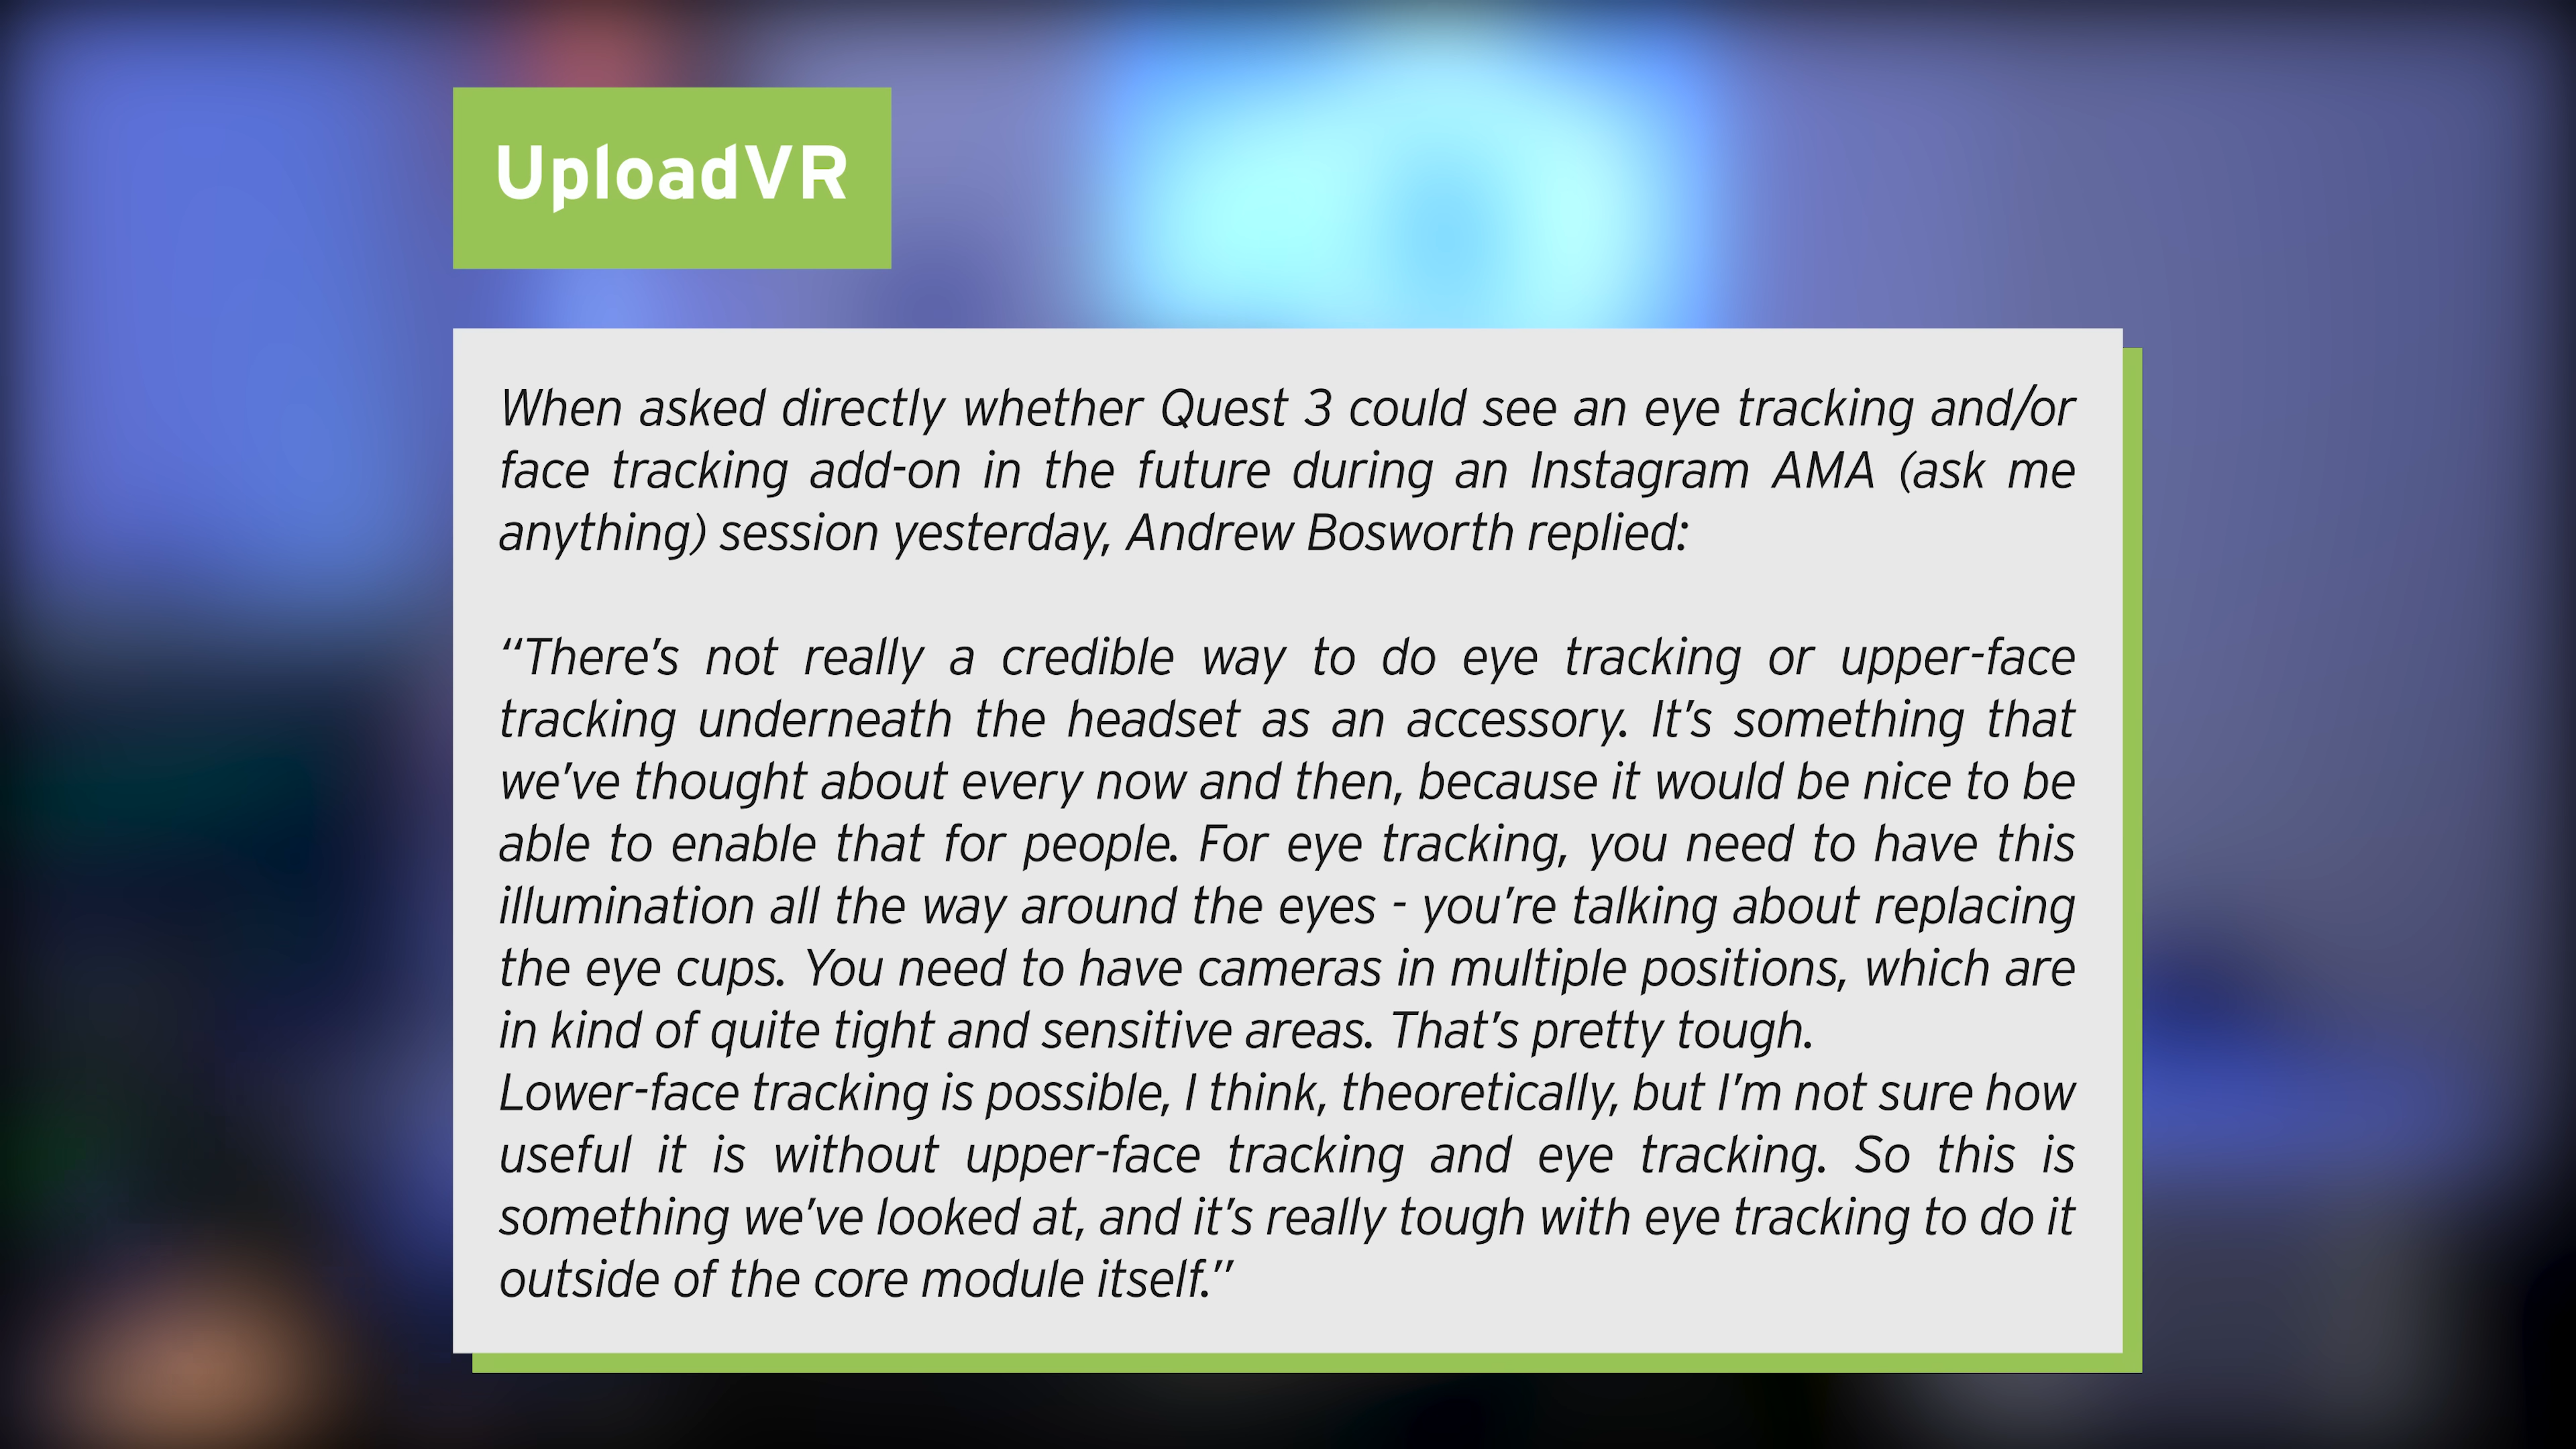 UploadVR
When asked directly whether Quest 3 could see an eye tracking and/or
face tracking add-on in the future during an Instagram AMA (ask me
anything) session yesterday, Andrew Bosworth replied:
“There’s not really a credible way to do eye tracking or upper-face
tracking underneath the headset as an accessory. It’s something that
we’ve thought about every now and then, because it would be nice to be
able to enable that for people. For eye tracking, you need to have this
illumination all the way around the eyes - you’re talking about replacing
the eye cups. You need to have cameras in multiple positions, which are
in kind of quite tight and sensitive areas. That’s pretty tough.
Lower-face tracking is possible, I think, theoretically, but I’m not sure how
useful it is without upper-face tracking and eye tracking. So this is
something we’ve looked at, and it’s really tough with eye tracking to do it
outside of the core module itself.”